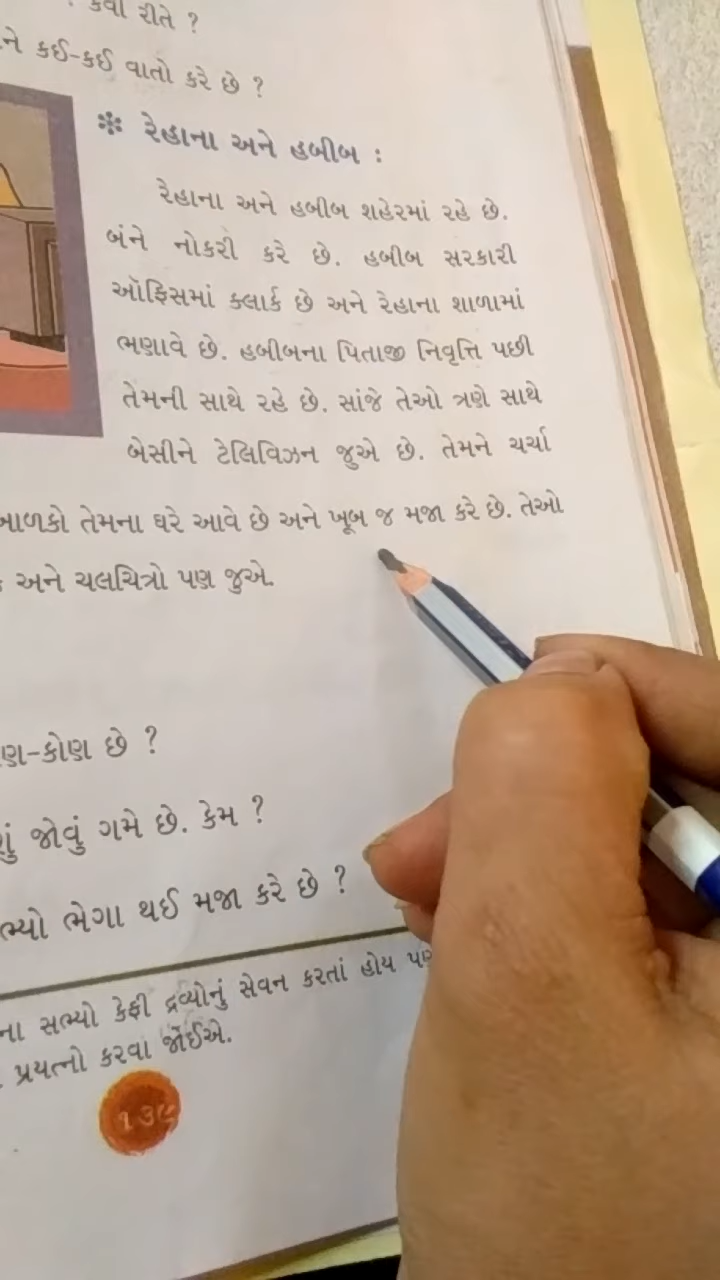 રીતે ?
કઈ-કઈ વાતો કરે છે ?
❇ રેહાના અને હબીબ :
રેહાના અને હબીબ શહેરમાં રહે છે.
બંને નોકરી કરે છે. હબીબ સરકારી
ઑફિસમાં ક્લાર્ક છે અને રેહાના શાળામાં
ભણાવે છે. હબીબના પિતાજી નિવૃત્તિ પછી
તેમની સાથે રહે છે. સાંજે તેઓ ત્રણે સાથે
બેસીને ટેલિવિઝન જુએ છે. તેમને ચર્ચા
બાળકો તેમના ઘરે આવે છે અને ખૂબ જ મજા કરે છે. તેઓ
અને ચલચિત્રો પણ જુએ.
કોણ છે ?
જોવું ગમે છે. કેમ ?
ભ્યો ભેગા થઈ મજા કરે છે ?
ના સભ્યો કેફી દ્રવ્યોનું સેવન કરતાં હોય પણ
પ્રયત્નો કરવા જોઈએ.